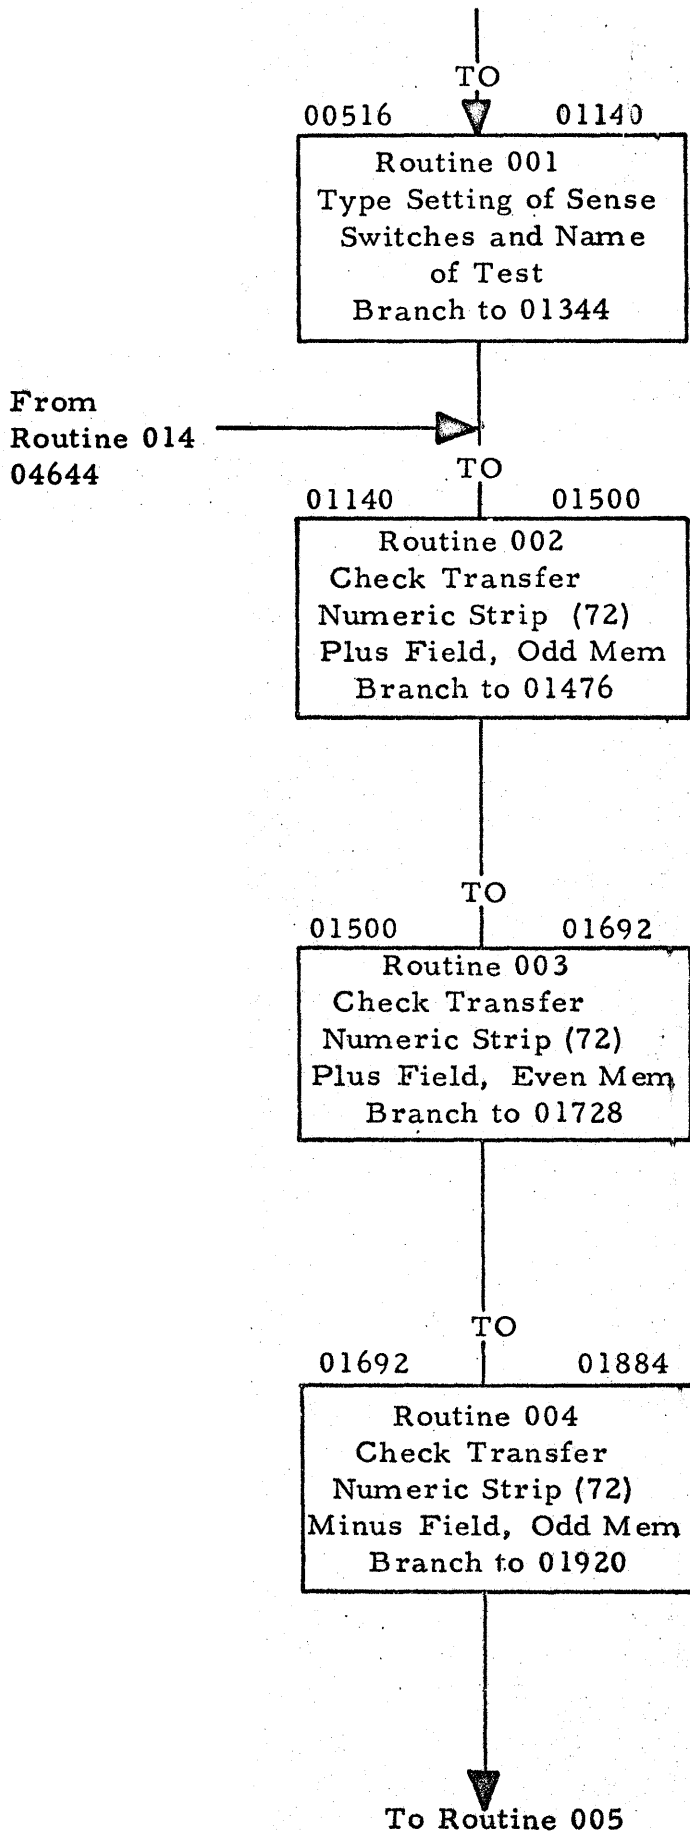 TO
00516 01140
Routine 001
Type Setting of Sense
Switches and Name
of Test
Branch to 01344
From
Routine 014
04644
TO
01140 01500
Routine 002
Check Transfer
Numeric Strip (72)
Plus Field, Odd Mem
Branch to 01476
TO
01500 01692
Routine 003
Check Transfer
Numeric Strip (72)
Plus Field, Even Mem
Branch to 01728
TO
01692 01884
Routine 004
Check Transfer
Numeric Strip (72)
Minus Field, Odd Mem
Branch to 01920
To Routine 005